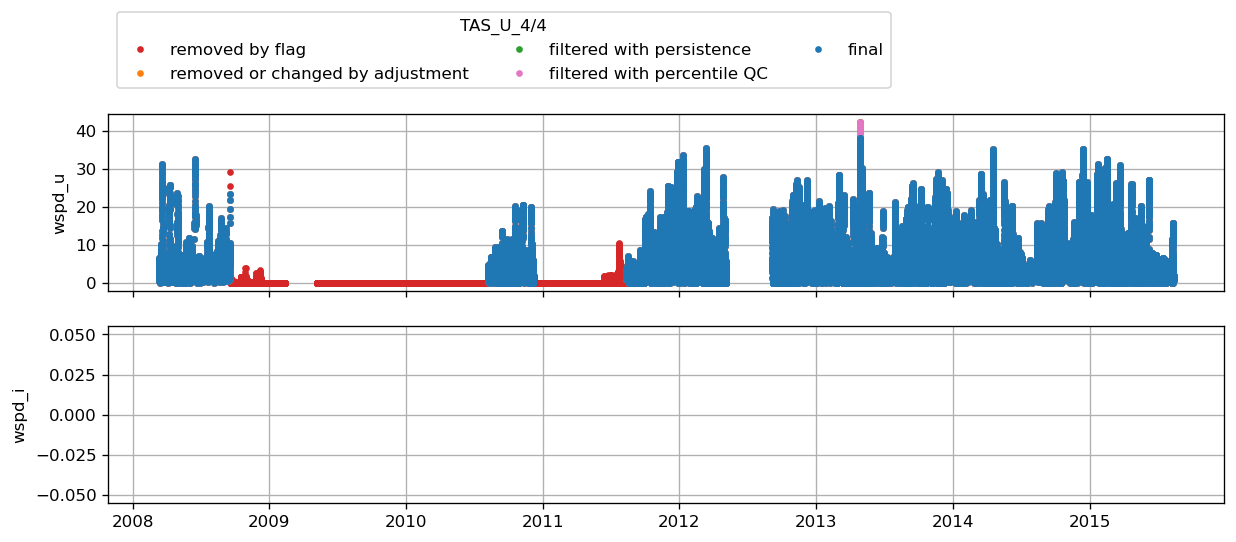 TAS_U_4/4
removed by flag
filtered with persistence
final
removed or changed by adjustment
filtered with percentile QC
wspd_u
40
30
20
10
0
wspd_i
0.050
0.025
0.000
−0.025
−0.050
2008 2009 2010 2011 2012 2013 2014 2015